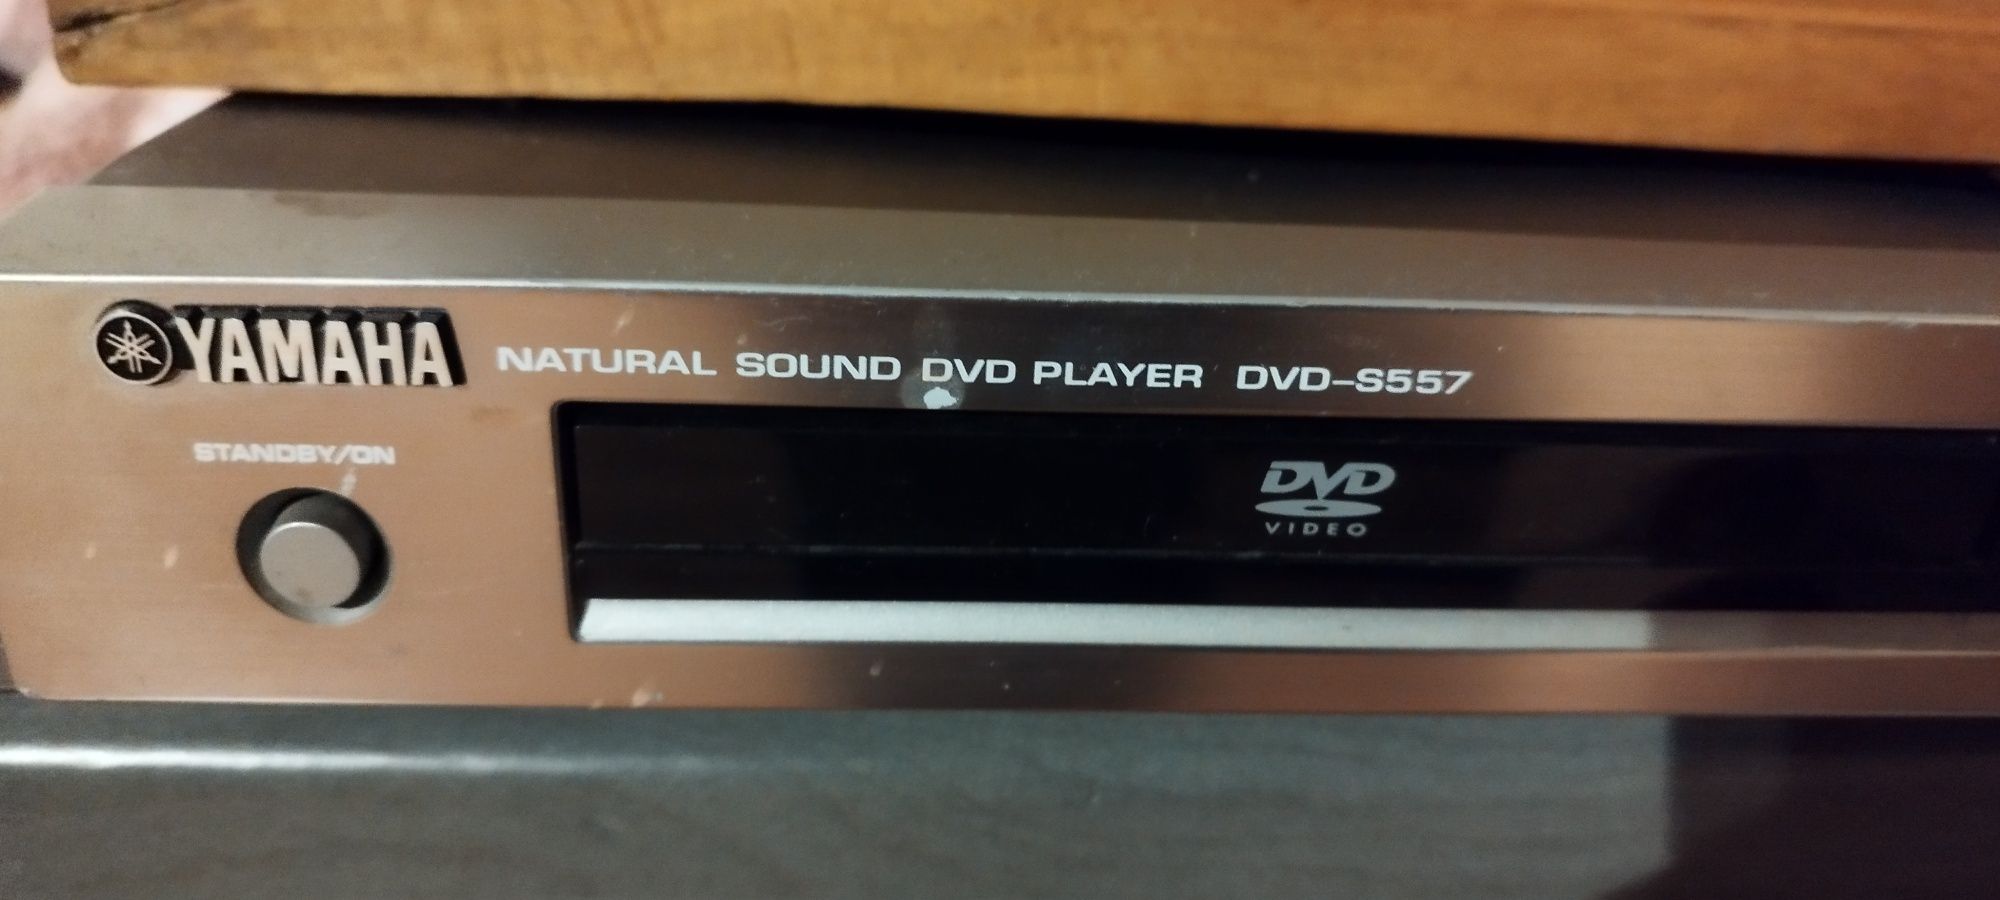 YAMAHA NATURAL SOUND DVD PLAYER DVD-S557
STANDBY/ON
DVD
VIDEO